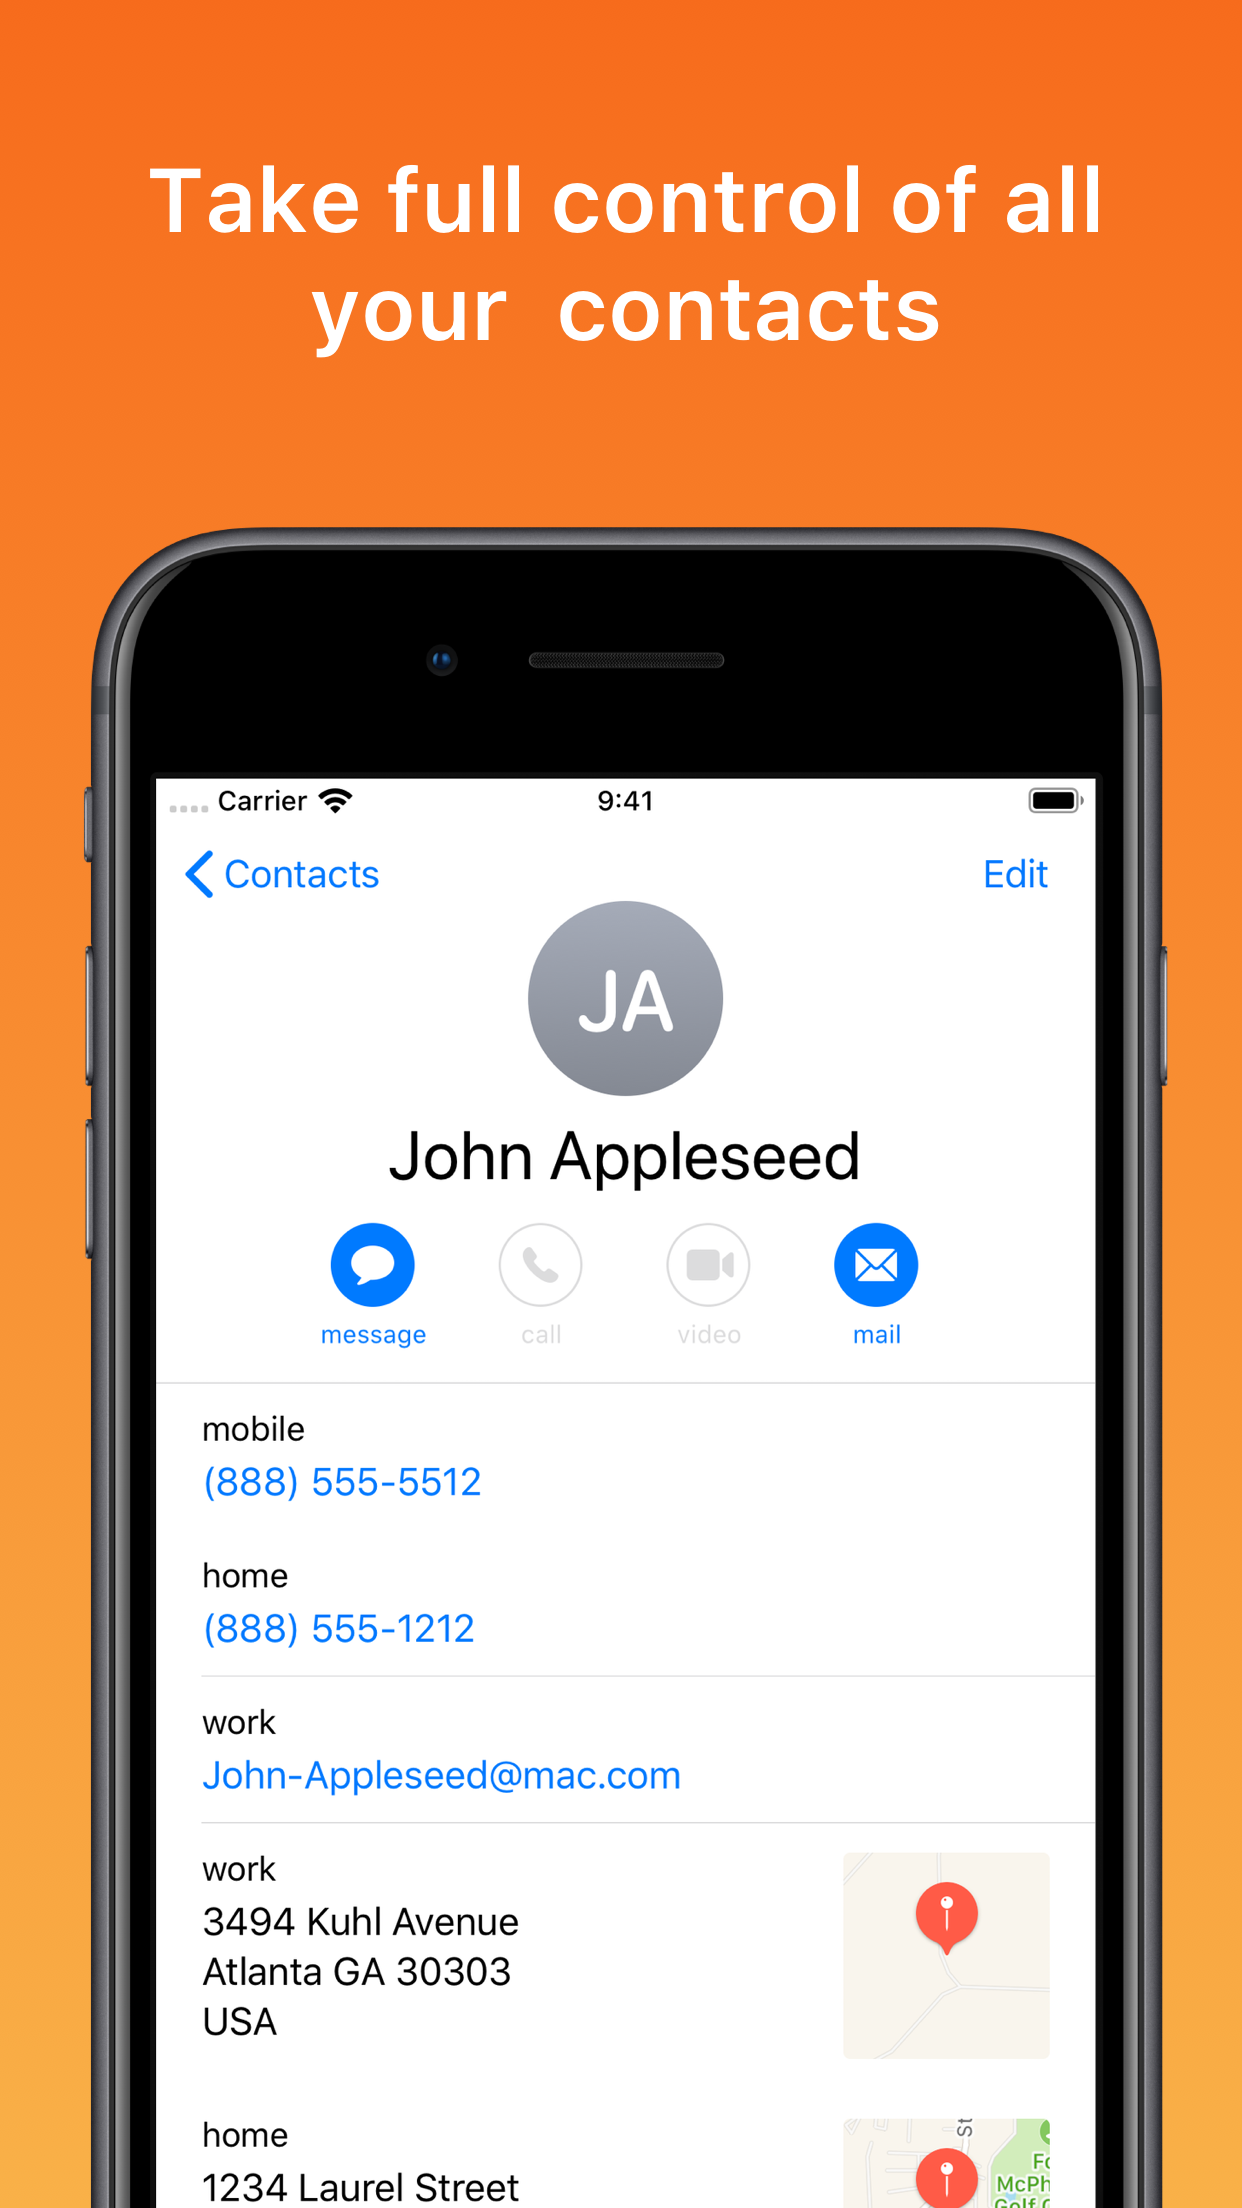 Take full control of all
your  contacts
Carrier
9:41
Contacts
Edit
JA
John Appleseed
message
call
video
mail
mobile
(888) 555-5512
home
(888) 555-1212
work
John-Appleseed@mac.com
work
3494 Kuhl Avenue
Atlanta GA 30303
USA
home
1234 Laurel Street
St